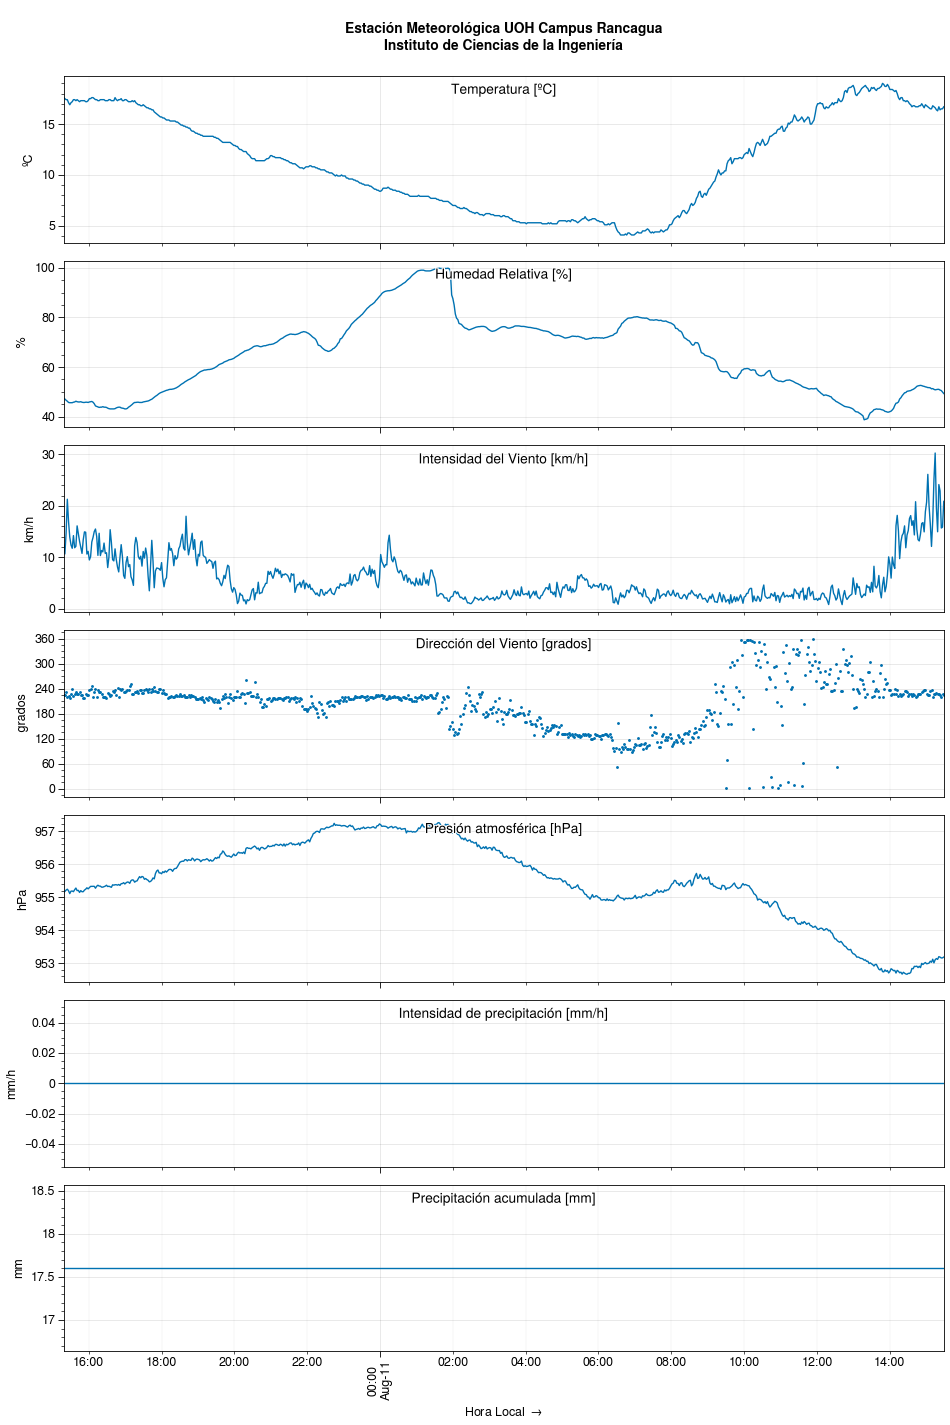 Estación Meteorológica UOH Campus Rancagua
Instituto de Ciencias de la Ingeniería
Temperatura [ºC]
ºC
15
10
5
Humedad Relativa [%]
%
100
80
60
40
Intensidad del Viento [km/h]
km/h
30
20
10
0
Dirección del Viento [grados]
grados
360
300
240
180
120
60
0
Presión atmosférica [hPa]
hPa
957
956
955
954
953
Intensidad de precipitación [mm/h]
mm/h
0.04
0.02
0
−0.02
−0.04
Precipitación acumulada [mm]
mm
18.5
18
17.5
17
16:00 18:00 20:00 22:00 00:00 02:00 04:00 06:00 08:00 10:00 12:00 14:00
Aug-11
Hora Local →